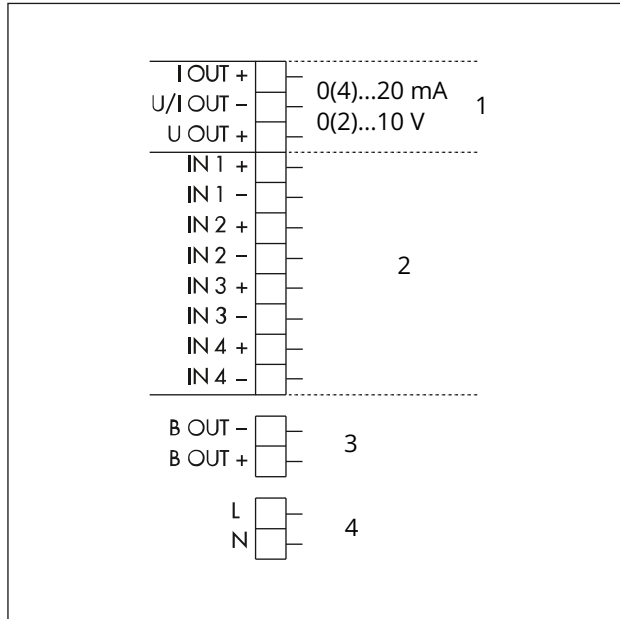 I OUT +
U/I OUT –
U OUT +
0(4)...20 mA
0(2)...10 V
1
IN 1 +
IN 1 –
IN 2 +
IN 2 –
IN 3 +
IN 3 –
IN 4 +
IN 4 –
2
B OUT –
B OUT +
3
L
N
4